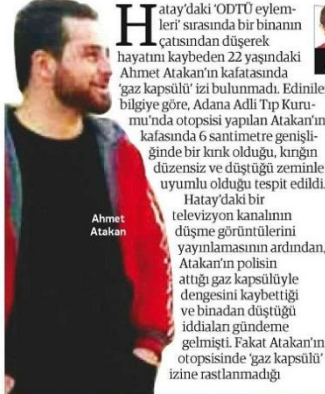 Hatay'daki 'ODTÜ eylem-
leri' sırasında bir binanın
çatısından düşerek
hayatını kaybeden 22 yaşındaki
Ahmet Atakan'ın kafatasında
'gaz kapsülü' izi bulunmadı. Edinile
bilgiye göre, Adana Adli Tıp Kuru-
mu'nda otopsisi yapılan Atakan'ın
kafasında 6 santimetre genişli-
ğinde bir kırık olduğu, kırığın
düzensiz ve düştüğü zeminle
uyumlu olduğu tespit edildi.
Hatay'daki bir
televizyon kanalının
düşme görüntülerini
yayınlamasının ardından,
Atakan'ın polisin
attığı gaz kapsülüyle
dengesini kaybettiği
ve binadan düştüğü
iddiaları gündeme
gelmişti. Fakat Atakan'ın
otopsisinde 'gaz kapsülü'
izine rastlanmadığı
Ahmet
Atakan